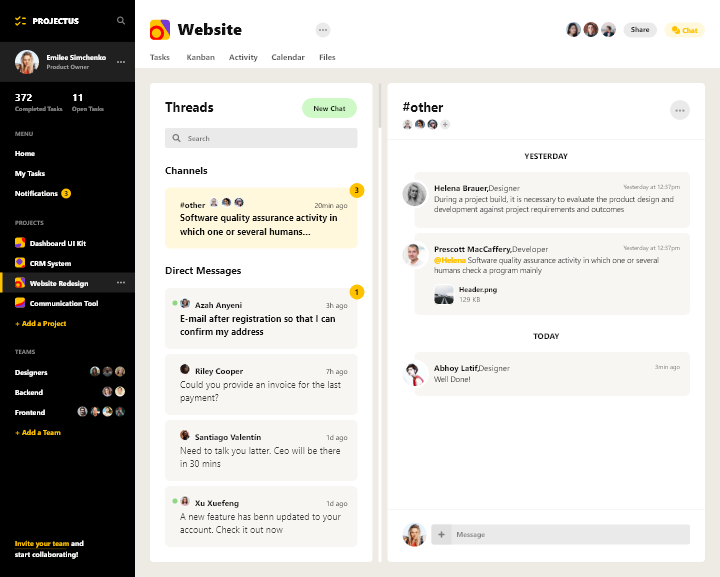 PROJECTUS
Emilee Simchenko
Product Owner
372
11
Completed Tasks
Open Tasks
MENU
Home
My Tasks
Notifications 3
PROJECTS
Dashboard UI Kit
CRM System
Website Redesign
Communication Tool
+ Add a Project
TEAMS
Designers
Backend
Frontend
+ Add a Team
Invite your team and
start collaborating!
Website
Share
Chat
Tasks
Kanban
Activity
Calendar
Files
Threads
New Chat
Search
Channels
3
#other
20min ago
Software quality assurance activity in
which one or several humans...
Direct Messages
1
Azah Anyeni
3h ago
E-mail after registration so that I can
confirm my address
Riley Cooper
7h ago
Could you provide an invoice for the last
payment?
Santiago Valentín
1d ago
Need to talk you latter. Ceo will be there
in 30 mins
Xu Xuefeng
1d ago
A new feature has benn updated to your
account. Check it out now
#other
YESTERDAY
Helena Brauer,Designer
Yesterday at 12:37pm
During a project build, it is necessary to evaluate the product design and
development against project requirements and outcomes
Prescott MacCaffery,Developer
Yesterday at 12:37pm
@Helena Software quality assurance activity in which one or several
humans check a program mainly
Header.png
129 KB
TODAY
Abhoy Latif,Designer
3min ago
Well Done!
Message